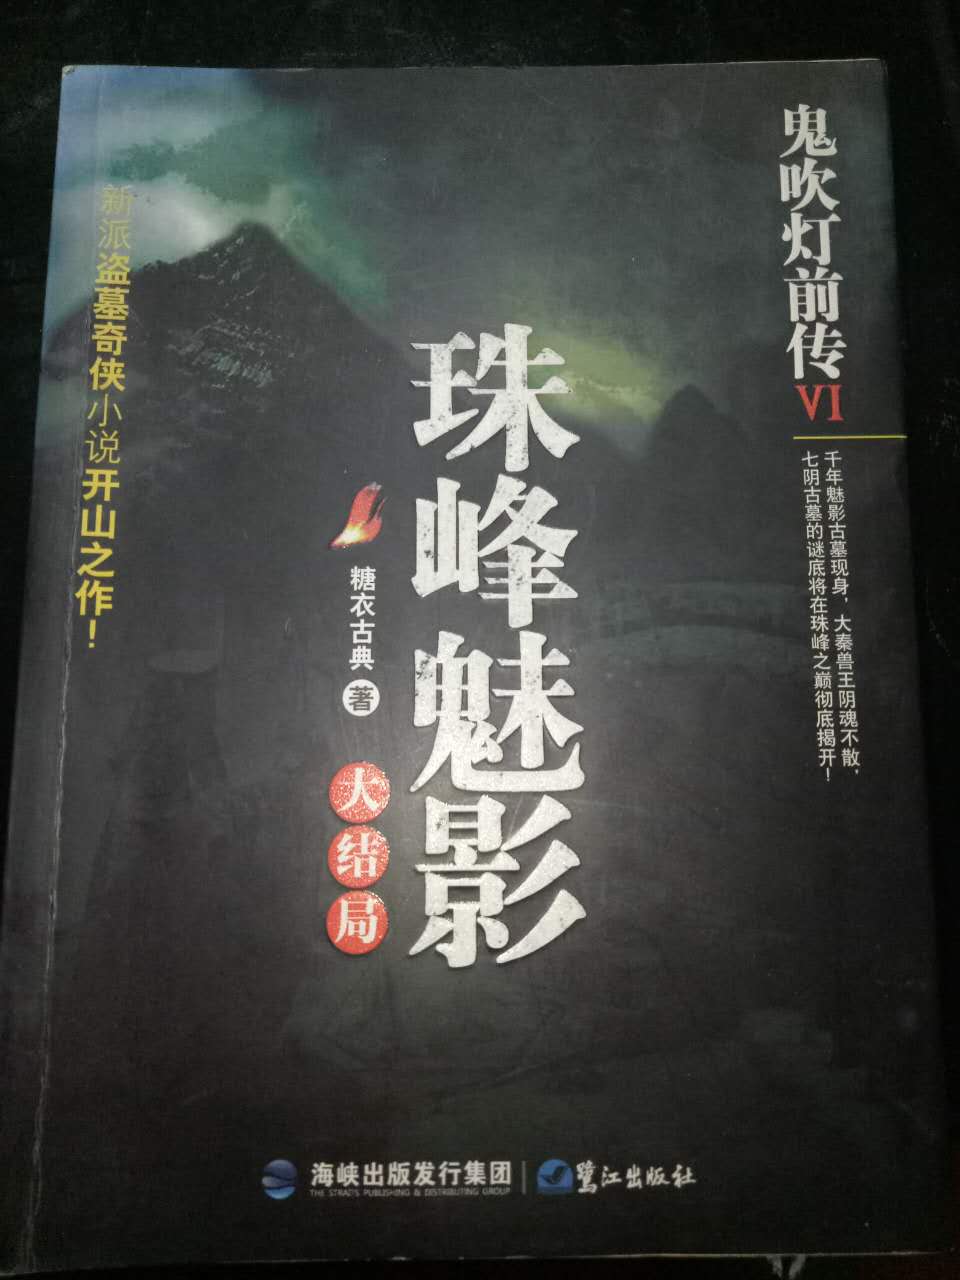 鬼吹灯前传VI
千年魅影古墓现身，大秦兽王阴魂不散，
七阴古墓的谜底将在珠峰之巅彻底揭开！
珠峰魅影
糖衣古典 著
大结局
新派盗墓奇侠小说开山之作！
海峡出版发行集团
THE STRAITS PUBLISHING & DISTRIBUTING GROUP
鹭江出版社